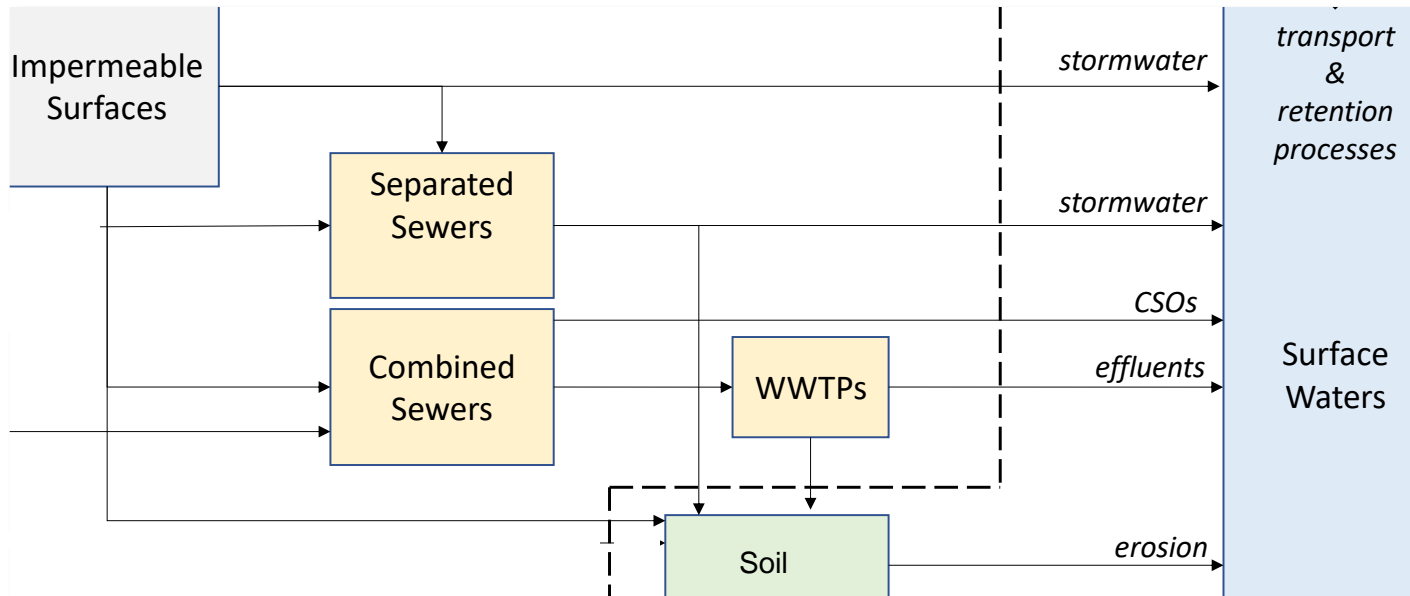 Impermeable
Surfaces
stormwater
transport
&
retention
processes
Separated
Sewers
stormwater
CSOs
Combined
Sewers
WWTPs
effluents
Surface
Waters
Soil
erosion